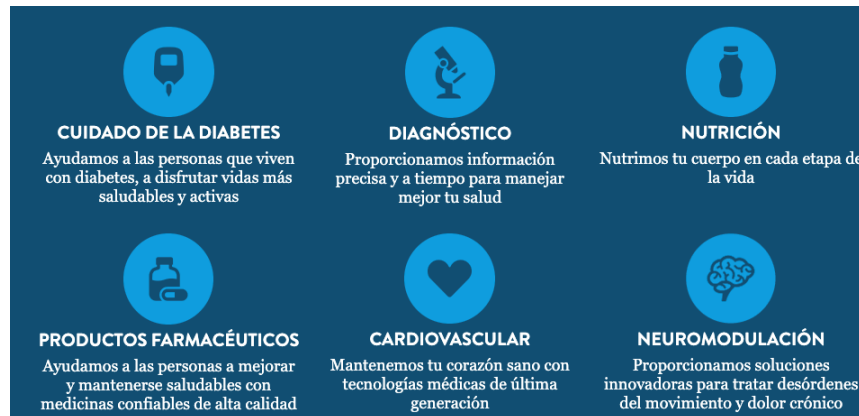 CUIDADO DE LA DIABETES
Ayudamos a las personas que viven
con diabetes, a disfrutar vidas más
saludables y activas
DIAGNÓSTICO
Proporcionamos información
precisa y a tiempo para manejar
mejor tu salud
NUTRICIÓN
Nutrimos tu cuerpo en cada etapa de
la vida
PRODUCTOS FARMACÉUTICOS
Ayudamos a las personas a mejorar
y mantenerse saludables con
medicinas confiables de alta calidad
CARDIOVASCULAR
Mantenemos tu corazón sano con
tecnologías médicas de última
generación
NEUROMODULACIÓN
Proporcionamos soluciones
innovadoras para tratar desórdenes
del movimiento y dolor crónico